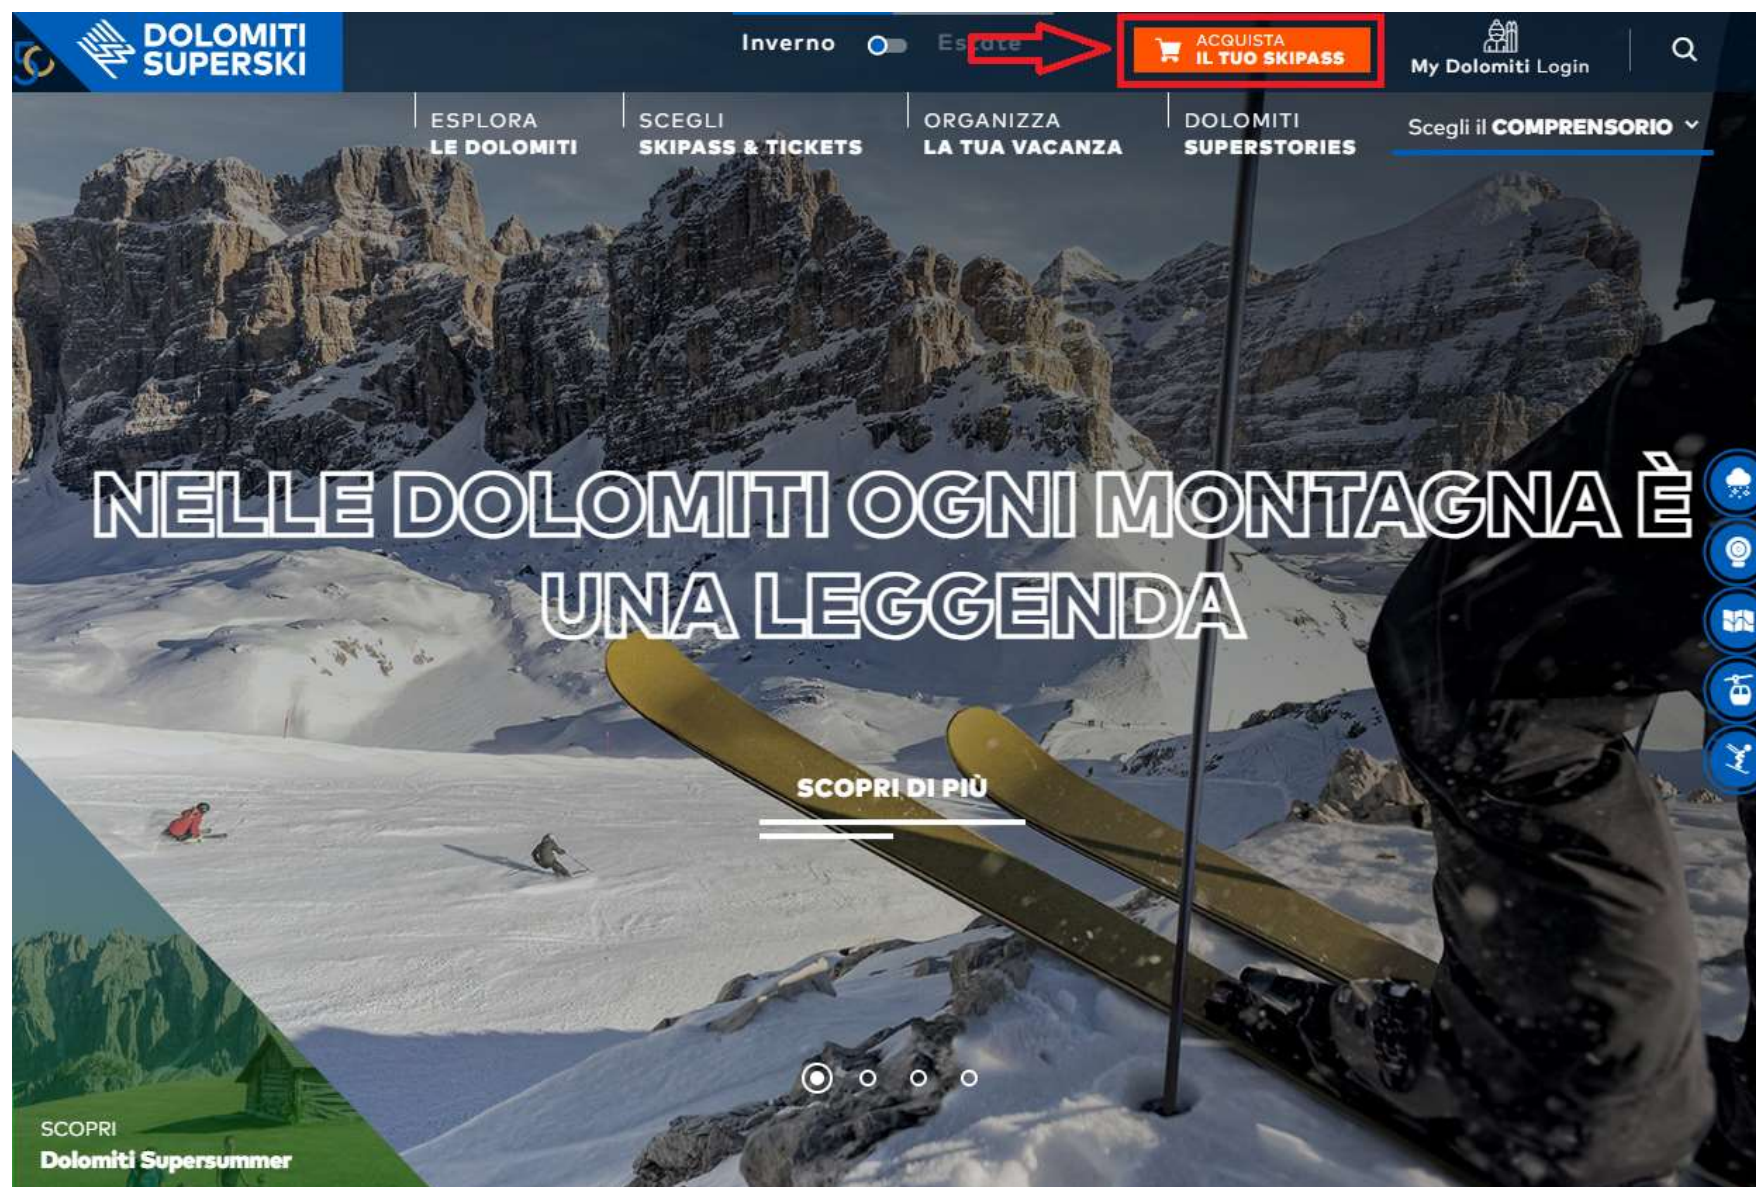 DOLOMITI
SUPERSKI
Inverno
Estate
ACQUISTA
IL TUO SKIPASS
My Dolomiti Login
ESPLORA
LE DOLOMITI
SCEGLI
SKIPASS & TICKETS
ORGANIZZA
LA TUA VACANZA
DOLOMITI
SUPERSTORIES
Scegli il COMPRENSORIO
NELLE DOLOMITI OGNI MONTAGNA È
UNA LEGGENDA
SCOPRI DI PIÙ
SCOPRI
Dolomiti Supersummer